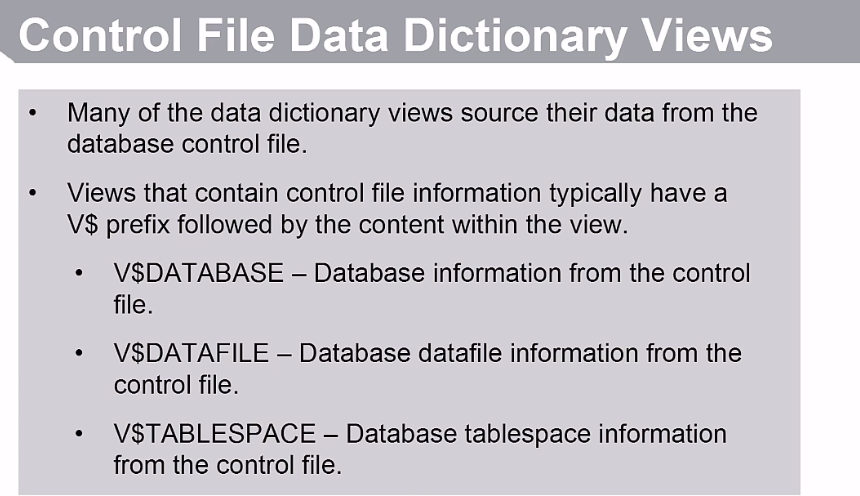 Control File Data Dictionary Views
• Many of the data dictionary views source their data from the
database control file.
• Views that contain control file information typically have a
V$ prefix followed by the content within the view.
• V$DATABASE – Database information from the control
file.
• V$DATAFILE – Database datafile information from the
control file.
• V$TABLESPACE – Database tablespace information
from the control file.